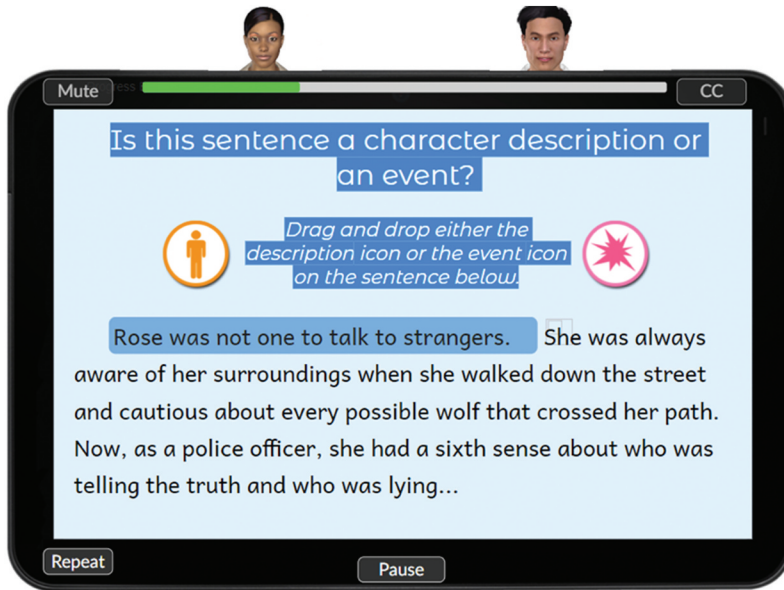 Mute
CC
Is this sentence a character description or
an event?
Drag and drop either the
description icon or the event icon
on the sentence below.
Rose was not one to talk to strangers. She was always
aware of her surroundings when she walked down the street
and cautious about every possible wolf that crossed her path.
Now, as a police officer, she had a sixth sense about who was
telling the truth and who was lying...
Repeat
Pause